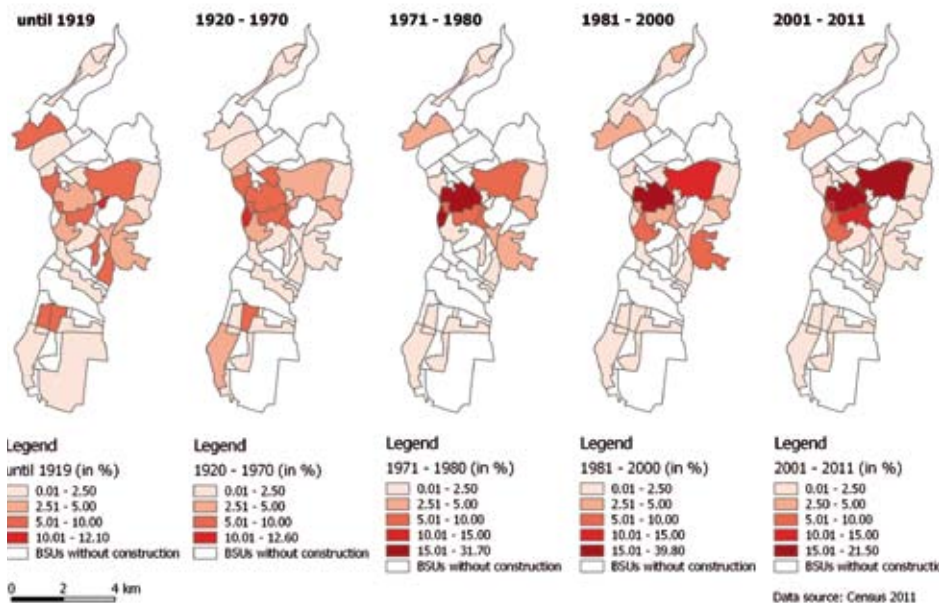 until 1919
1920 - 1970
1971 - 1980
1981 - 2000
2001 - 2011
Legend
until 1919 (in %)
0.01 - 2.50
2.51 - 5.00
5.01 - 10.00
10.01 - 12.10
BSUs without construction
Legend
1920 - 1970 (in %)
0.01 - 2.50
2.51 - 5.00
5.01 - 10.00
10.01 - 12.60
BSUs without construction
Legend
1971 - 1980 (in %)
0.01 - 2.50
2.51 - 5.00
5.01 - 10.00
10.01 - 15.00
15.01 - 31.70
BSUs without construction
Legend
1981 - 2000 (in %)
0.01 - 2.50
2.51 - 5.00
5.01 - 10.00
10.01 - 15.00
15.01 - 39.80
BSUs without construction
Legend
2001 - 2011 (in %)
0.01 - 2.50
2.50 - 5.00
5.01 - 10.00
10.01 - 15.00
15.01 - 21.50
BSUs without constructi
0 2 4 km
Data source: Census 2011